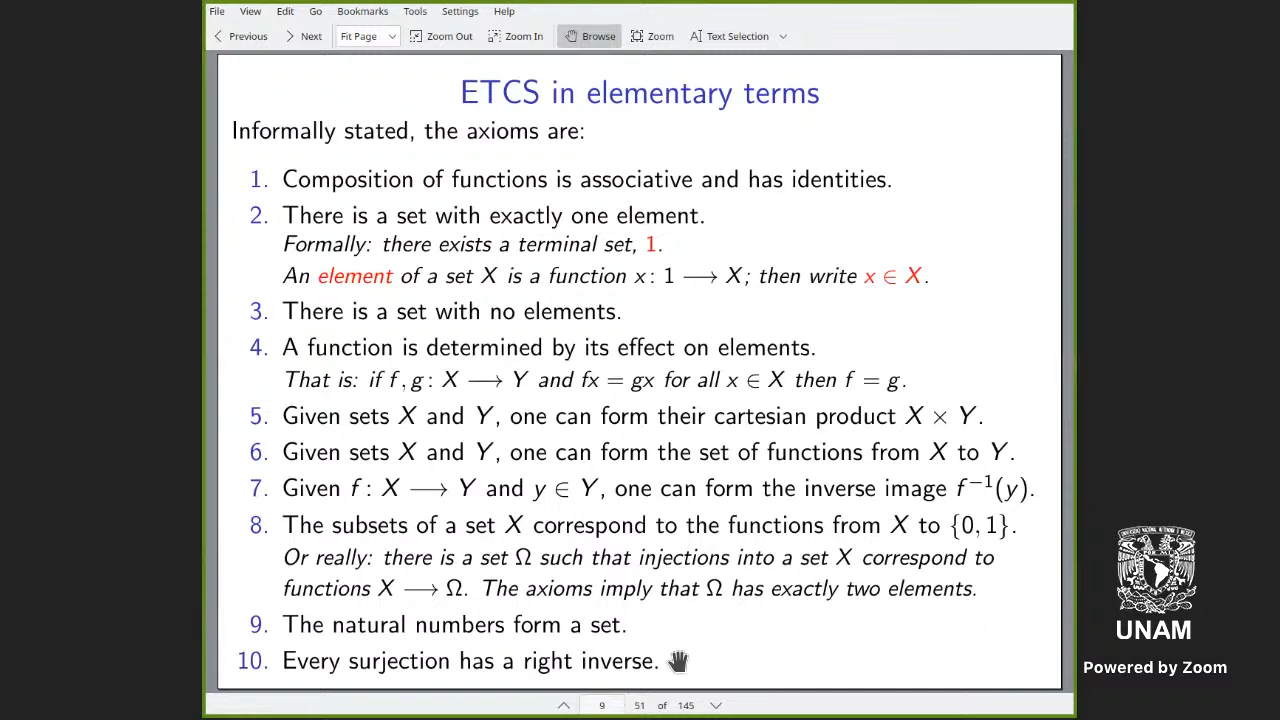 File View Edit Go Bookmarks Tools Settings Help
Previous Next Fit Page Zoom Out Zoom In Browse Zoom Text Selection
ETCS in elementary terms
Informally stated, the axioms are:
1. Composition of functions is associative and has identities.
2. There is a set with exactly one element.
Formally: there exists a terminal set, 1.
An element of a set X is a function x: 1 ⟶ X; then write x ∈ X.
3. There is a set with no elements.
4. A function is determined by its effect on elements.
That is: if f, g: X ⟶ Y and fx = gx for all x ∈ X then f = g.
5. Given sets X and Y, one can form their cartesian product X × Y.
6. Given sets X and Y, one can form the set of functions from X to Y.
7. Given f: X ⟶ Y and y ∈ Y, one can form the inverse image f⁻¹(y).
8. The subsets of a set X correspond to the functions from X to {0, 1}.
Or really: there is a set Ω such that injections into a set X correspond to
functions X ⟶ Ω. The axioms imply that Ω has exactly two elements.
9. The natural numbers form a set.
10. Every surjection has a right inverse.
9 51 of 145
UNAM
Powered by Zoom